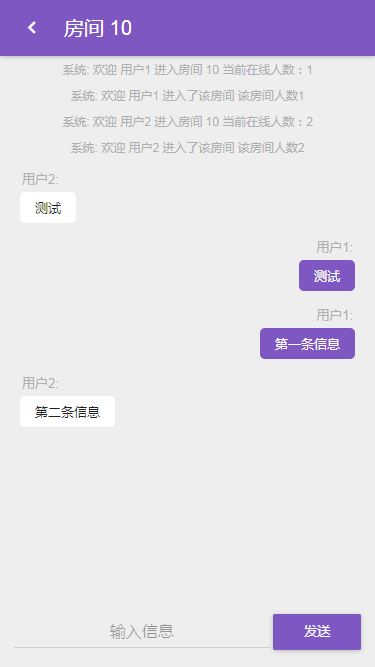 房间 10
系统: 欢迎 用户1 进入房间 10 当前在线人数：1
系统: 欢迎 用户1 进入了该房间 该房间人数1
系统: 欢迎 用户2 进入房间 10 当前在线人数：2
系统: 欢迎 用户2 进入了该房间 该房间人数2
用户2:
测试
用户1:
测试
用户1:
第一条信息
用户2:
第二条信息
输入信息
发送